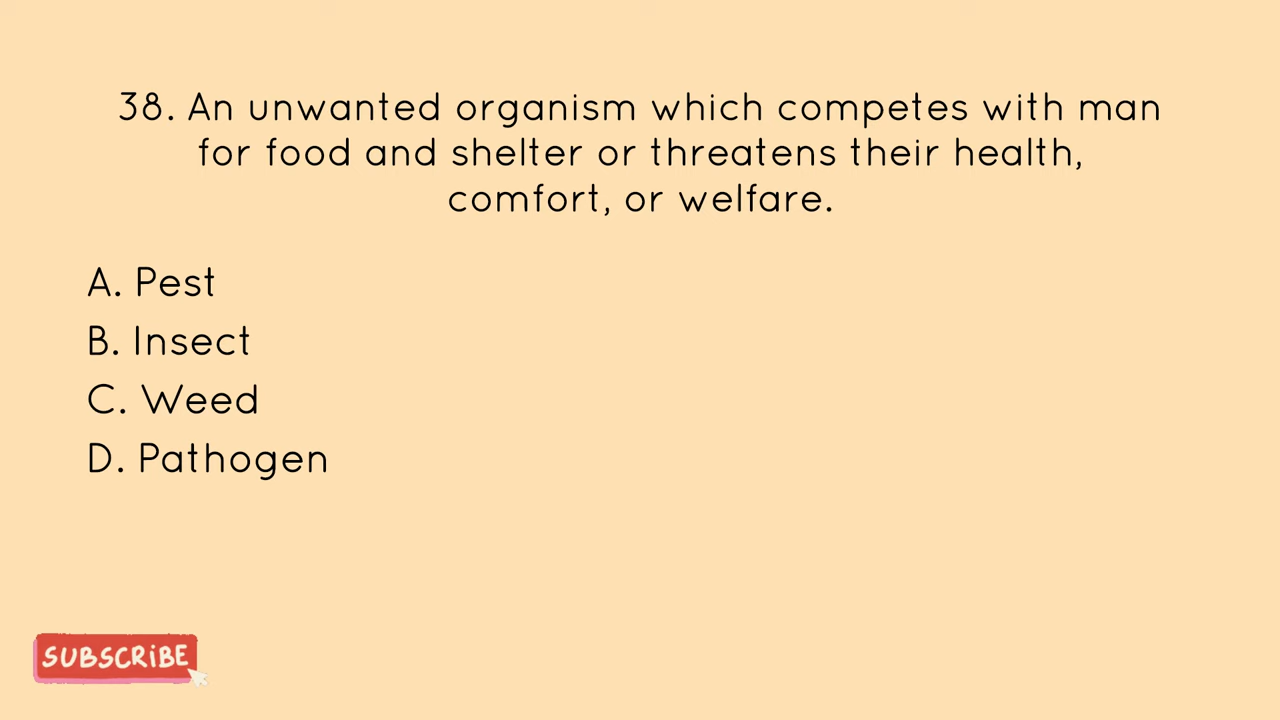 38. An unwanted organism which competes with man
for food and shelter or threatens their health,
comfort, or welfare.
A. Pest
B. Insect
C. Weed
D. Pathogen
SUBSCRiBE